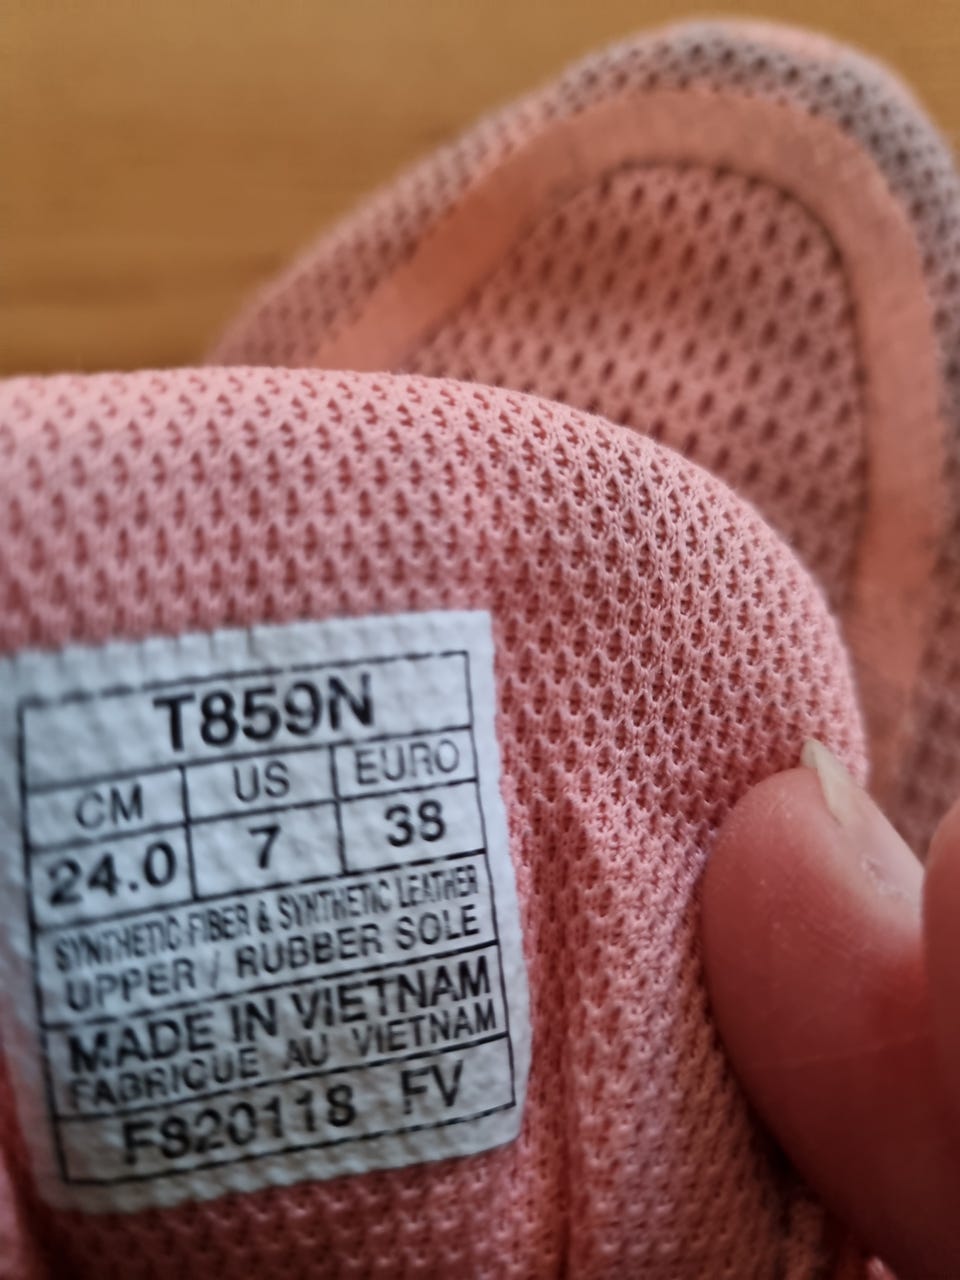 T859N
CM US EURO
24.0 7 38
SYNTHETIC FIBER & SYNTHETIC LEATHER
UPPER / RUBBER SOLE
MADE IN VIETNAM
FABRIQUE AU VIETNAM
F820118 FV